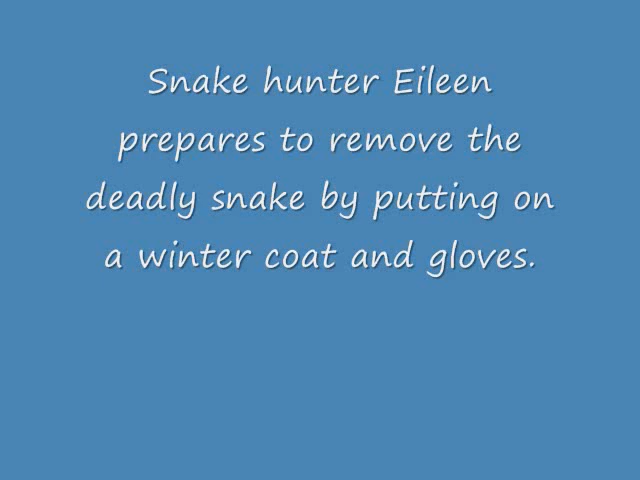 Snake hunter Eileen
prepares to remove the
deadly snake by putting on
a winter coat and gloves.